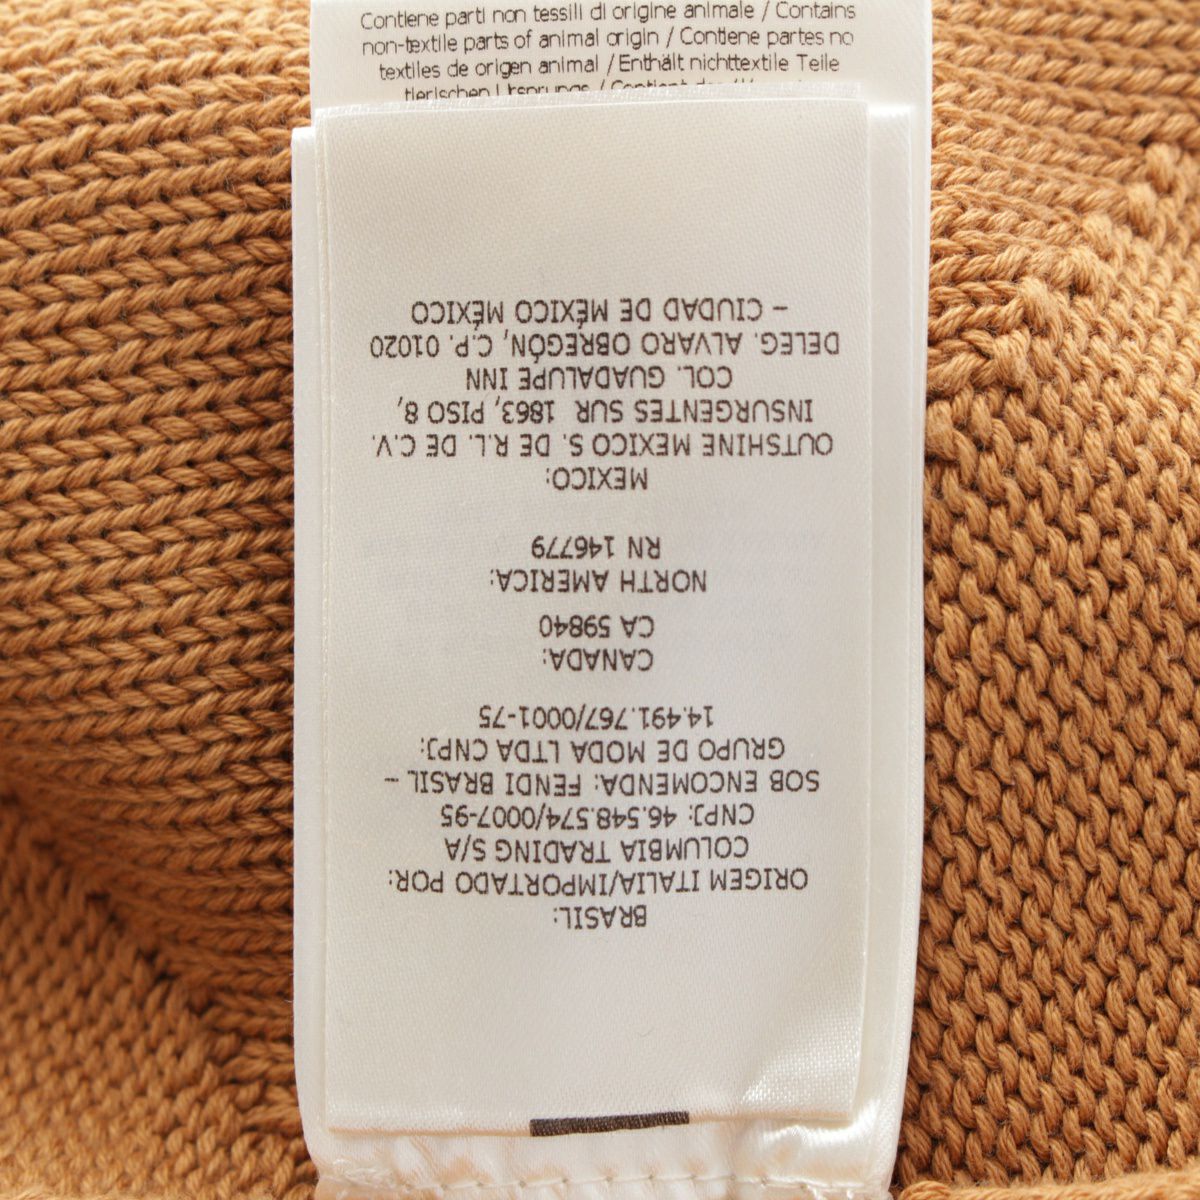 Contiene parti non tessili di origine animale / Contains
non-textile parts of animal origin / Contiene partes no
textiles de origen animal / Enthält nichttextile Teile
tierischen Ursprungs / Contient des /
BRASIL:
ORIGEM ITALIA/IMPORTADO POR:
COLUMBIA TRADING S/A
CNPJ: 46.548.574/0007-95
SOB ENCOMENDA: FENDI BRASIL –
GRUPO DE MODA LTDA CNPJ:
14.491.767/0001-75
CANADA:
CA 59840
NORTH AMERICA:
RN 146779
MEXICO:
OUTSHINE MEXICO S. DE R.L. DE C.V.
INSURGENTES SUR 1863, PISO 8,
COL. GUADALUPE INN
DELEG. ALVARO OBREGÓN, C.P. 01020
– CIUDAD DE MÉXICO MÉXICO